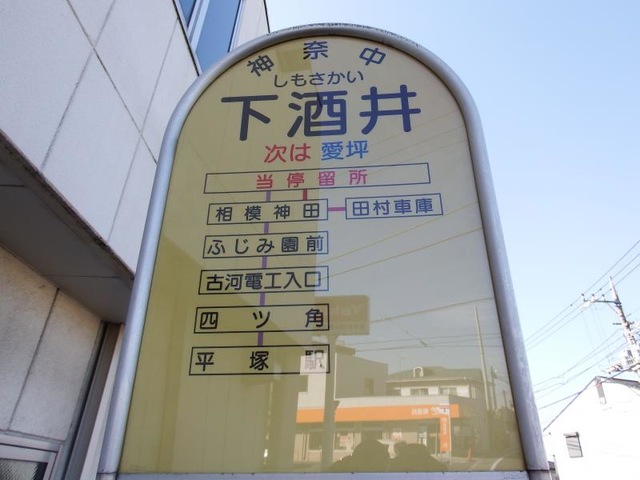 神奈中
しもさかい
下酒井
次は 愛坪
当停留所
相模神田 田村車庫
ふじみ園前
古河電工入口
四ツ角
平塚駅